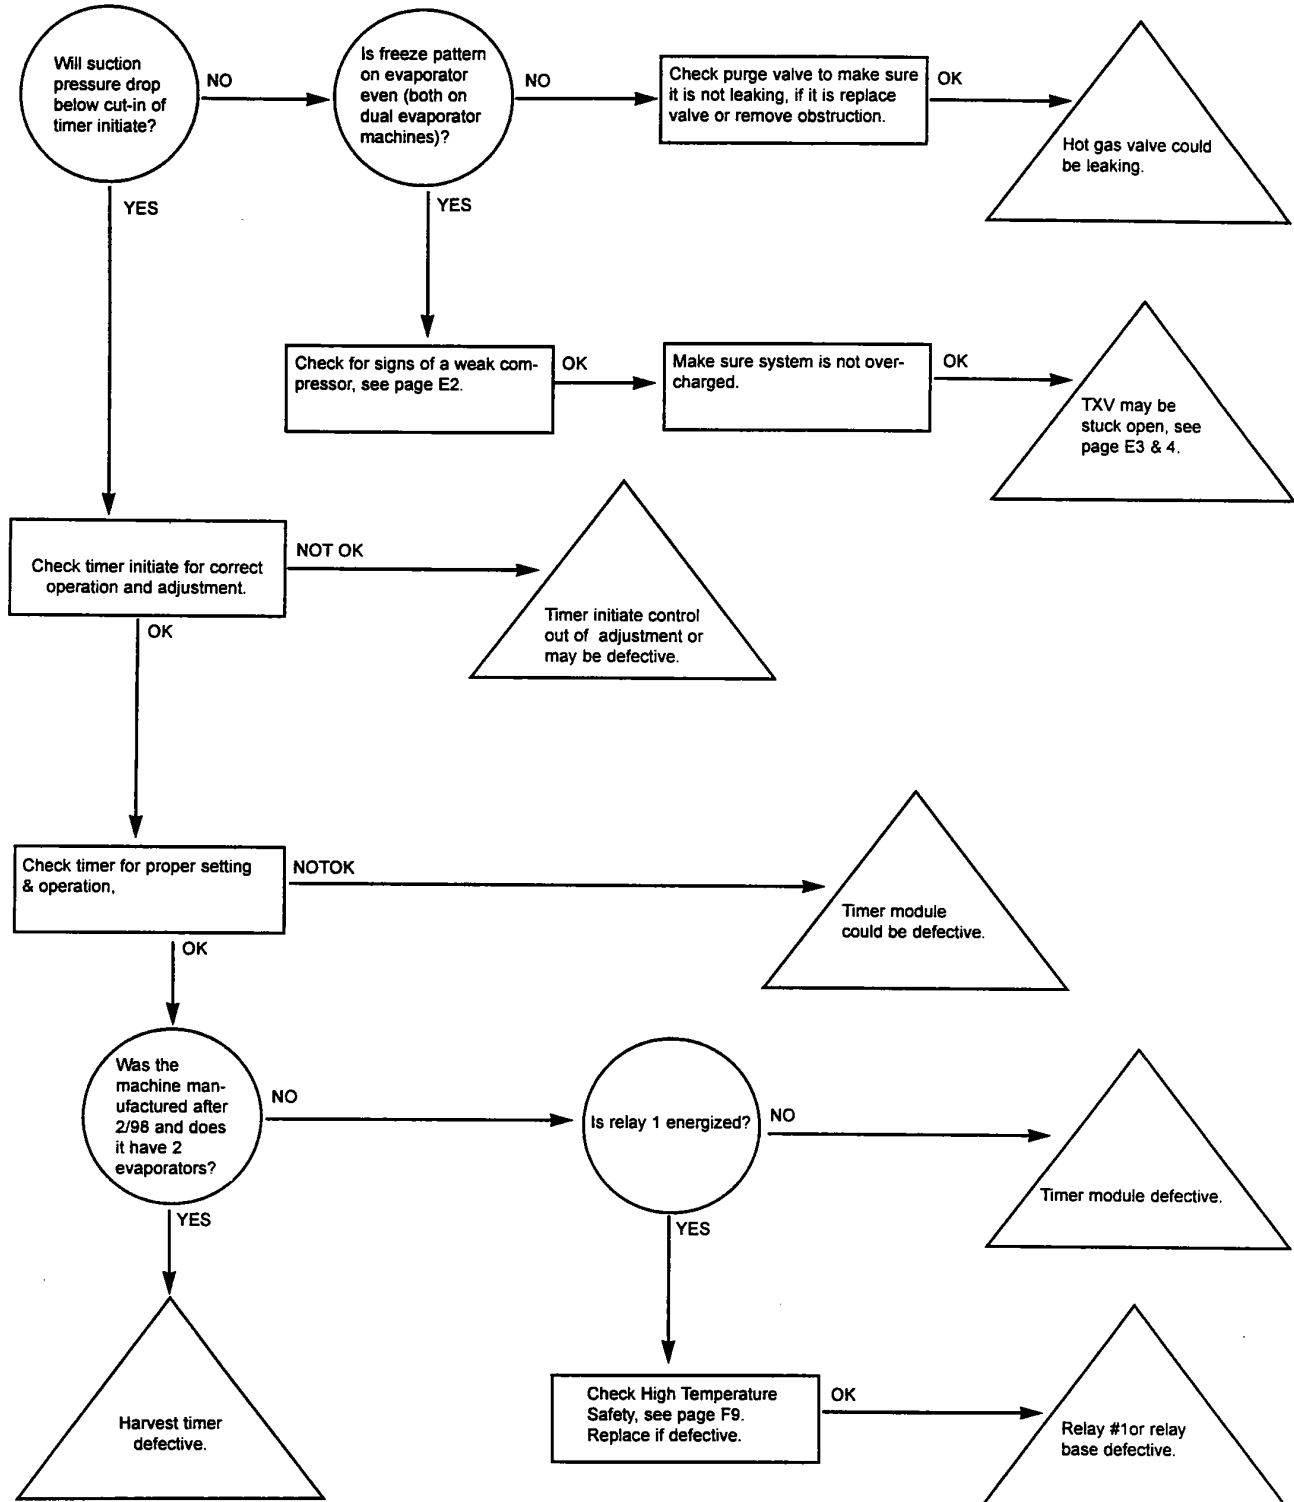 Will suction
pressure drop
below cut-in of
timer initiate?
NO
Is freeze pattern
on evaporator
even (both on
dual evaporator
machines)?
NO
Check purge valve to make sure
it is not leaking, if it is replace
valve or remove obstruction.
OK
Hot gas valve could
be leaking.
YES
YES
Check for signs of a weak com-
pressor, see page E2.
OK
Make sure system is not over-
charged.
OK
TXV may be
stuck open, see
page E3 & 4.
Check timer initiate for correct
operation and adjustment.
NOT OK
Timer initiate control
out of adjustment or
may be defective.
OK
Check timer for proper setting
& operation,
NOTOK
Timer module
could be defective.
OK
Was the
machine man-
ufactured after
2/98 and does
it have 2
evaporators?
NO
Is relay 1 energized?
NO
Timer module defective.
YES
YES
Harvest timer
defective.
Check High Temperature
Safety, see page F9.
Replace if defective.
OK
Relay #1or relay
base defective.